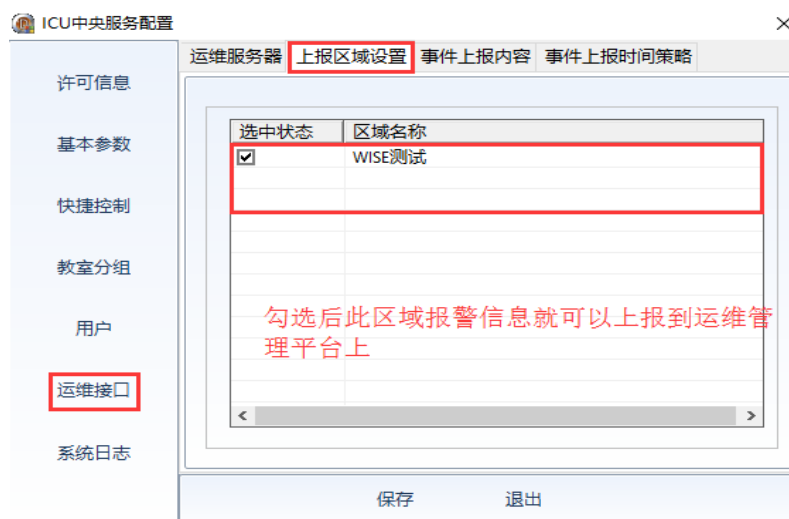 ICU中央服务配置
运维服务器 上报区域设置 事件上报内容 事件上报时间策略
许可信息
基本参数
快捷控制
教室分组
用户
运维接口
系统日志
选中状态 区域名称
WISE测试
勾选后此区域报警信息就可以上报到运维管
理平台上
保存 退出